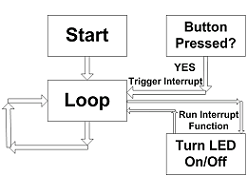 Start
Button
Pressed?
YES
Trigger Interrupt
Loop
Run Interrupt
Function
Turn LED
On/Off